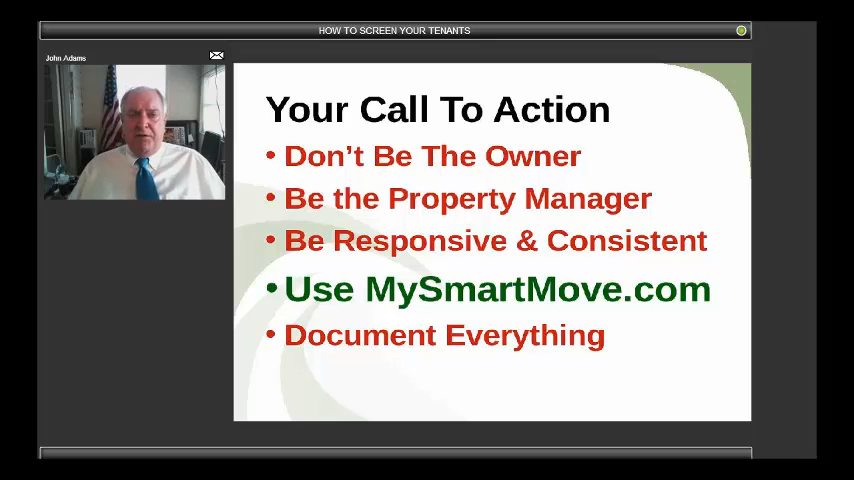 HOW TO SCREEN YOUR TENANTS
John Adams
Your Call To Action
• Don't Be The Owner
• Be the Property Manager
• Be Responsive & Consistent
• Use MySmartMove.com
• Document Everything